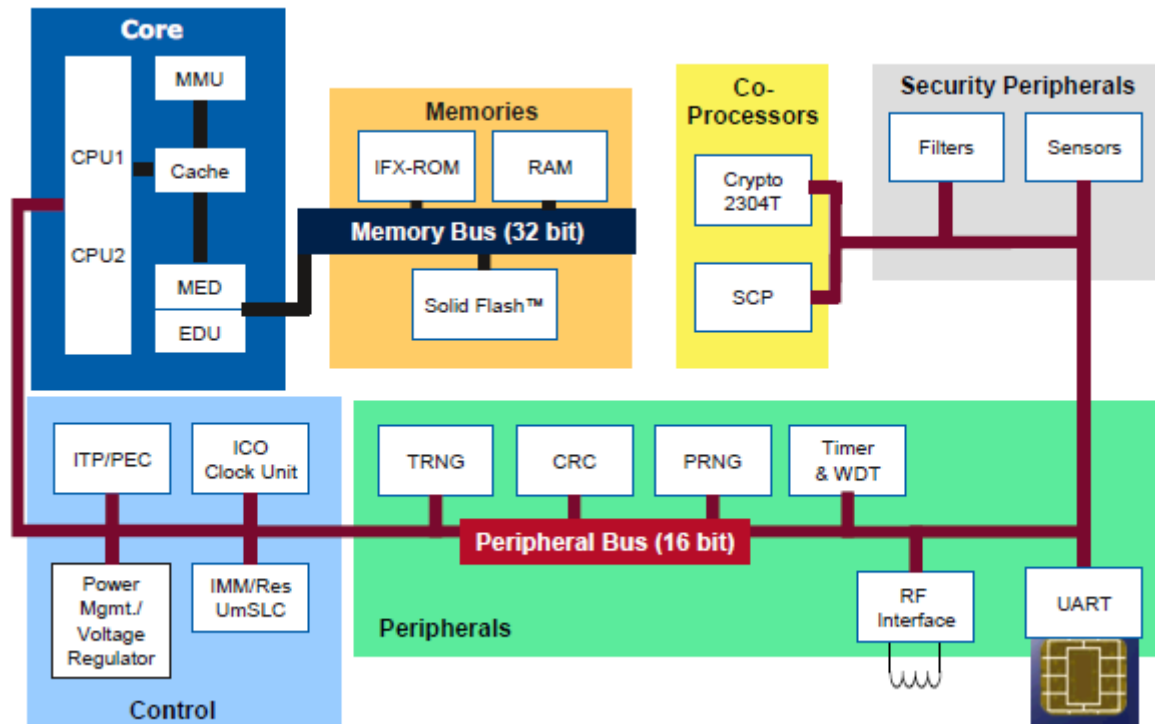 Core
CPU1
CPU2
MMU
Cache
MED
EDU
Memories
IFX-ROM
RAM
Memory Bus (32 bit)
Solid Flash™
Co-
Processors
Crypto
2304T
SCP
Security Peripherals
Filters
Sensors
ITP/PEC
ICO
Clock Unit
Power
Mgmt./
Voltage
Regulator
IMM/Res
UmSLC
Control
TRNG
CRC
PRNG
Timer
& WDT
Peripheral Bus (16 bit)
RF
Interface
UART
Peripherals